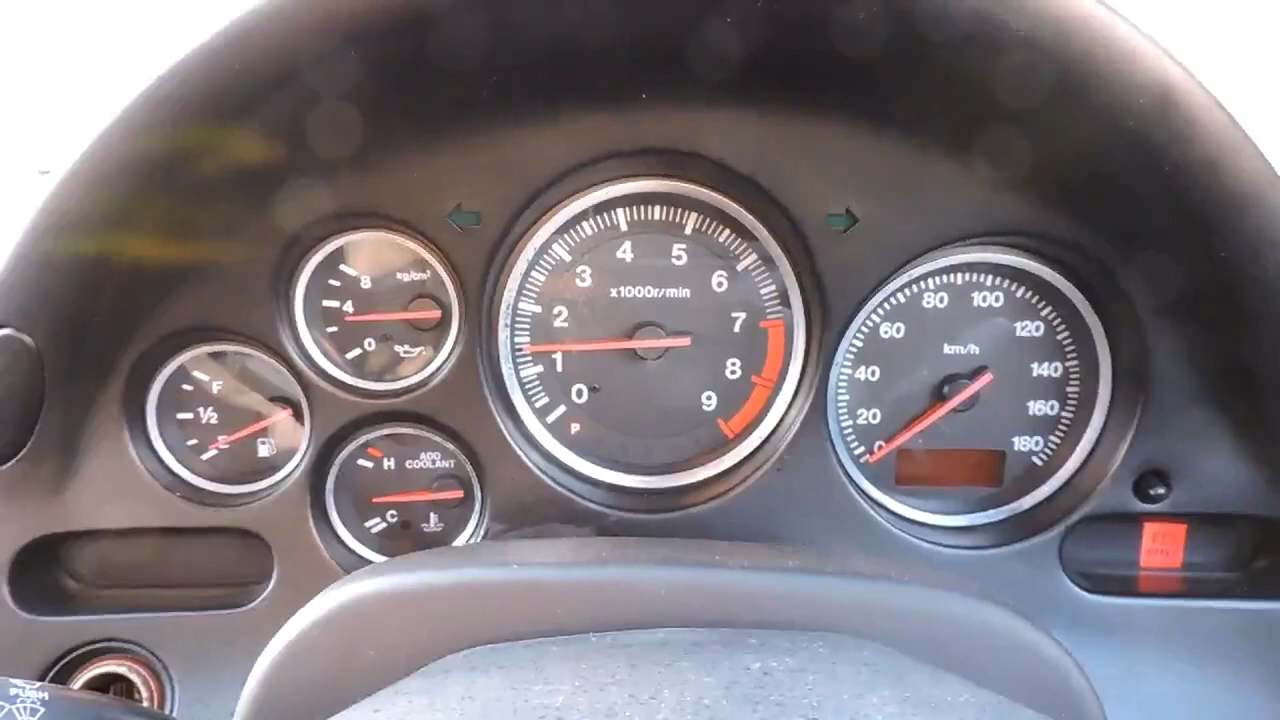 8 kg/cm²
4
0
F
½
E
H ADD
COOLANT
C
4 5
3 6
x1000r/min
2 7
1 8
0 9
P
80 100
60 120
km/h
40 140
20 160
0 180
PUSH